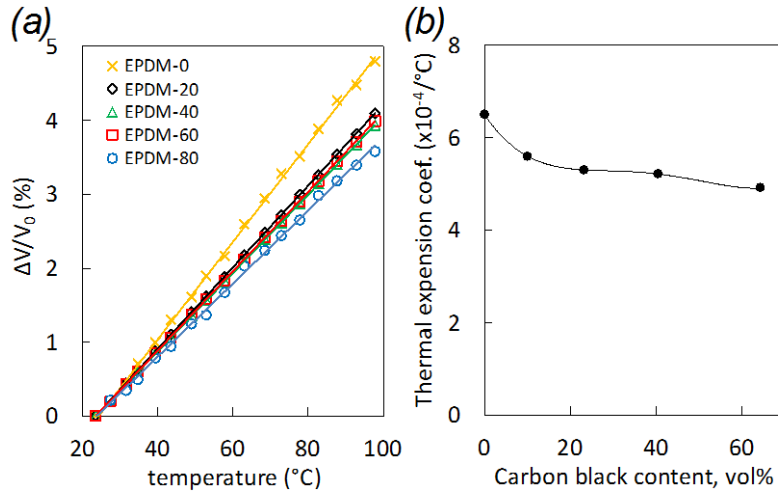 (a)
5
4
3
2
1
0
ΔV/V0 (%)
EPDM-0
EPDM-20
EPDM-40
EPDM-60
EPDM-80
20 40 60 80 100
temperature (°C)
(b)
8
6
4
2
0
Thermal expension coef. (x10⁻⁴/°C)
0 20 40 60
Carbon black content, vol%